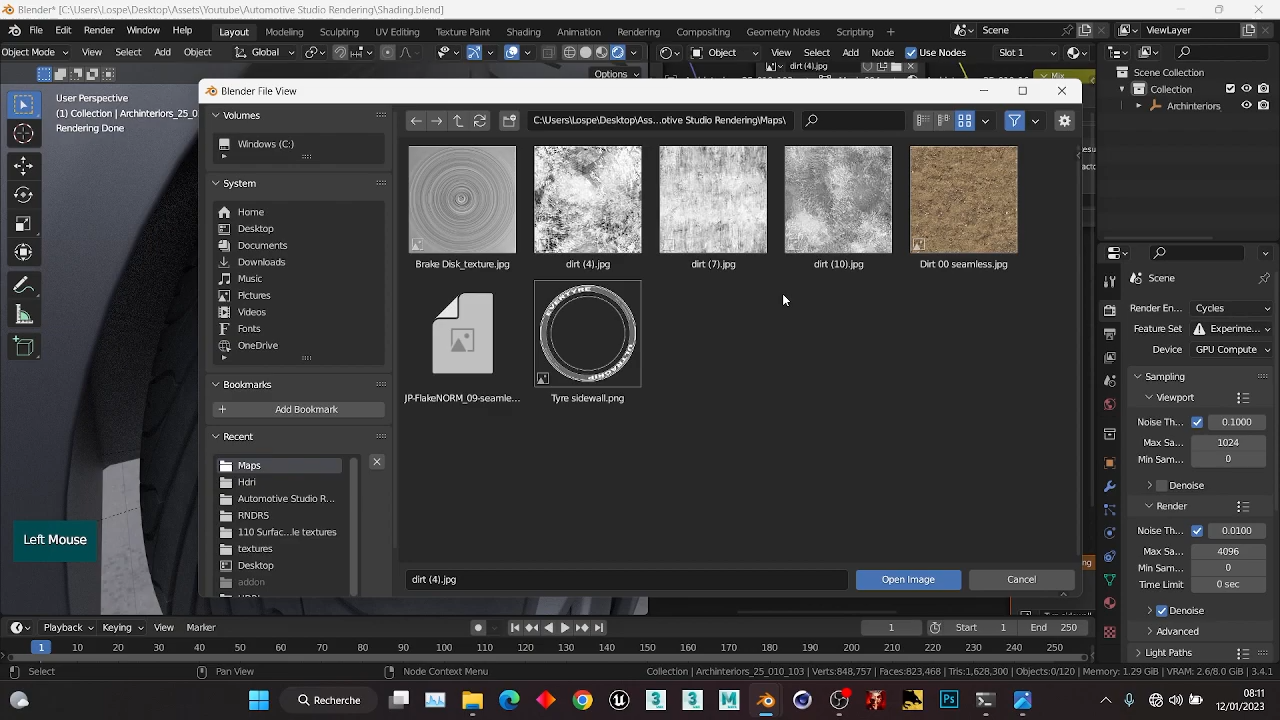 Blender* [C:\Users\Lospe\Desktop\Assets\Youtube\Automotive Studio Rendering\Shading.blend]
File Edit Render Window Help Layout Modeling Sculpting UV Editing Texture Paint Shading Animation Rendering Compositing Geometry Nodes Scripting + Scene ViewLayer
Object Mode View Select Add Object Global Object View Select Add Node Use Nodes Slot 1
Options dirt (4).jpg Mix
User Perspective
(1) Collection | Archinteriors_25_0
Rendering Done
Blender File View
Volumes
Windows (C:)
System
Home
Desktop
Documents
Downloads
Music
Pictures
Videos
Fonts
OneDrive
Bookmarks
Add Bookmark
Recent
Maps
Hdri
Automotive Studio R...
RNDRS
110 Surfac...le textures
textures
Desktop
addon
C:\Users\Lospe\Desktop\Ass...otive Studio Rendering\Maps\
Brake Disk_texture.jpg dirt (4).jpg dirt (7).jpg dirt (10).jpg Dirt 00 seamless.jpg
EVERTYRE
ULTRAGRIP
JP-FlakeNORM_09-seamle... Tyre sidewall.png
dirt (4).jpg Open Image Cancel
Left Mouse
Scene Collection
Collection
Archinteriors
Scene
Render En... Cycles
Feature Set Experime...
Device GPU Compute
Sampling
Viewport
Noise Th... 0.1000
Max Sa... 1024
Min Sam... 0
Denoise
Render
Noise Th... 0.0100
Max Sa... 4096
Min Sam... 0
Time Limit 0 sec
Denoise
Advanced
Light Paths
Playback Keying View Marker 1 Start 1 End 250
1 10 20 30 40 50 60 70 80 90 100 110 120 130 140 150 160 170 180 190 200 210 220 230 240 250
Select Pan View Node Context Menu Collection | Archinteriors_25_010_103 | Verts:848,757 | Faces:823,468 | Tris:1,628,300 | Objects:0/120 | Memory: 1.29 GiB | VRAM: 2.6/8.0 GiB | 3.4.1
Recherche
08:11
12/01/2023